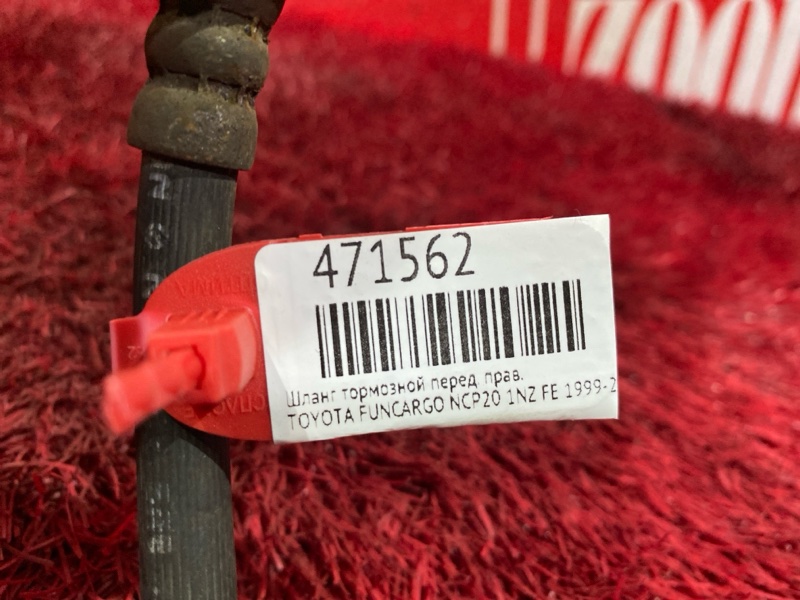 471562
Шланг тормозной перед. прав.
TOYOTA FUNCARGO NCP20 1NZ FE 1999-2